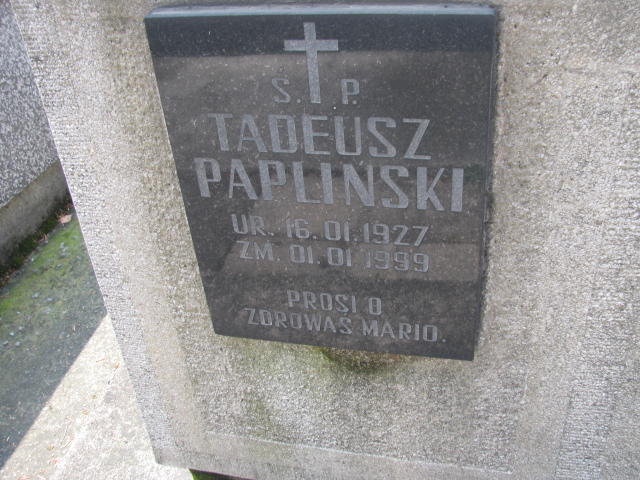 Ś. P.
TADEUSZ
PAPLIŃSKI
UR. 16.01.1927
ZM. 01.01.1999
PROSI O
ZDROWAŚ MARIO.